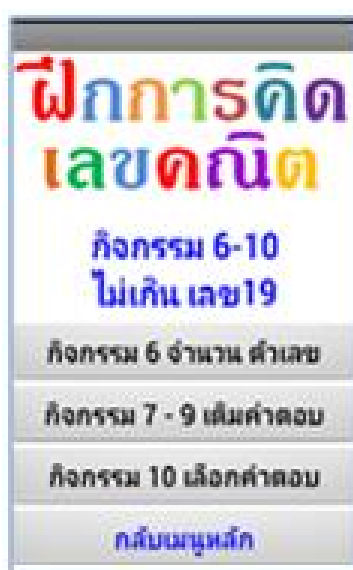 ฝึกการคิด
เลขคณิต
กิจกรรม 6-10
ไม่เกิน เลข19
กิจกรรม 6 จำนวน ตัวเลข
กิจกรรม 7 - 9 เติมคำตอบ
กิจกรรม 10 เลือกคำตอบ
กลับเมนูหลัก